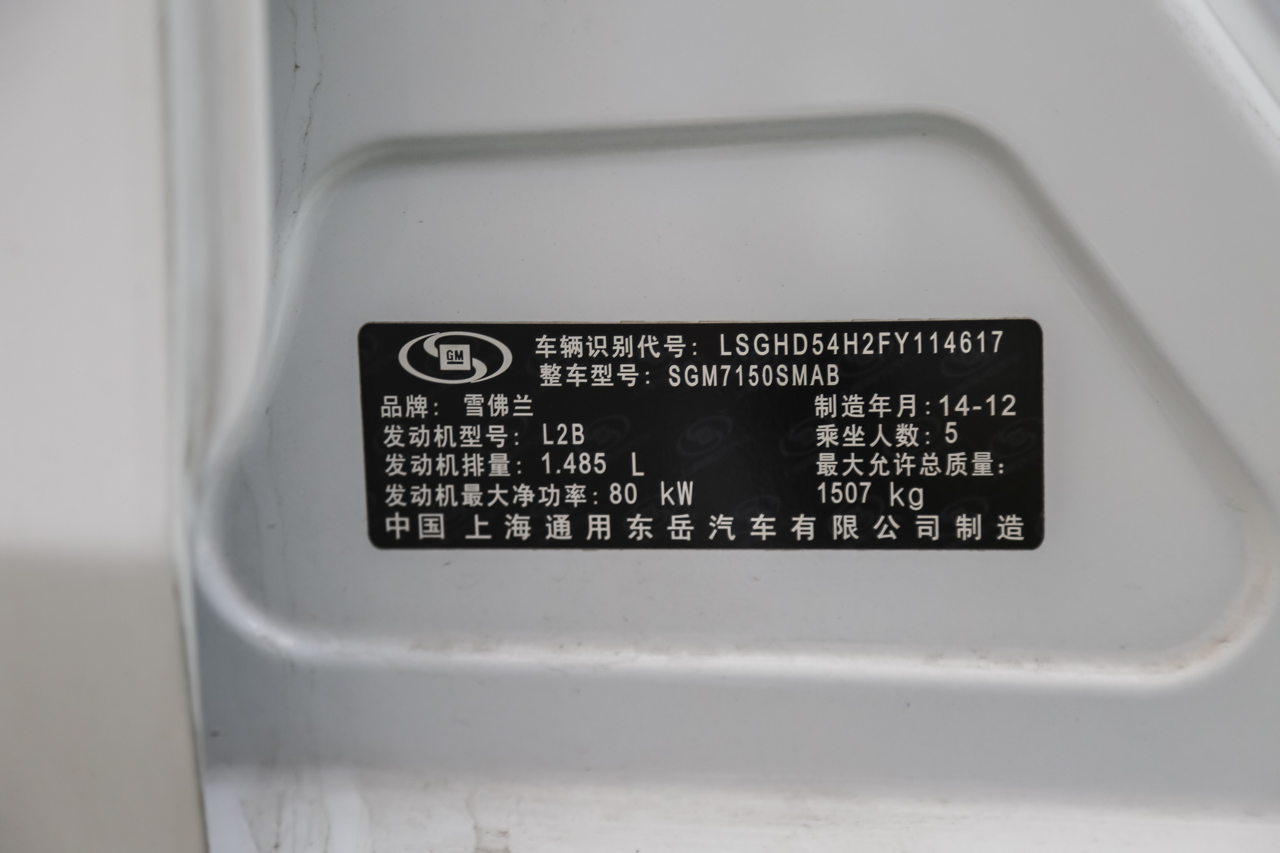 GM
车辆识别代号: LSGHD54H2FY114617
整车型号: SGM7150SMAB
品牌: 雪佛兰 制造年月:14-12
发动机型号: L2B 乘坐人数: 5
发动机排量: 1.485 L 最大允许总质量:
发动机最大净功率: 80 kW 1507 kg
中国 上海通用东岳汽车有限公司制造